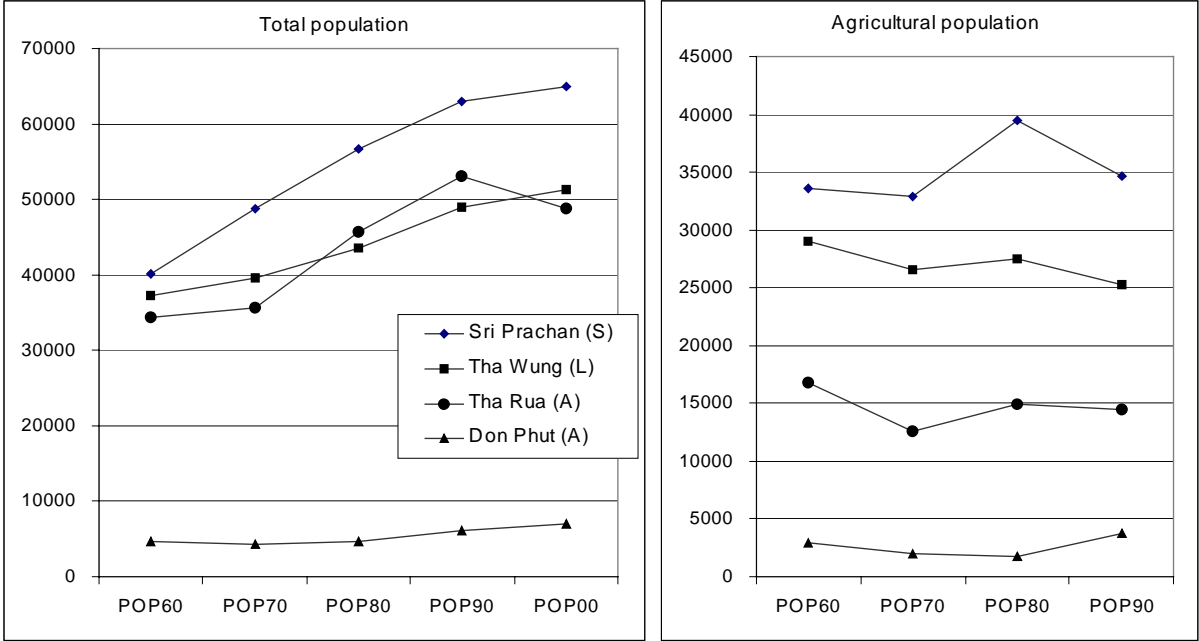 Total population
70000
60000
50000
40000
30000
20000
10000
0
POP60 POP70 POP80 POP90 POP00
Sri Prachan (S)
Tha Wung (L)
Tha Rua (A)
Don Phut (A)
Agricultural population
45000
40000
35000
30000
25000
20000
15000
10000
5000
0
POP60 POP70 POP80 POP90